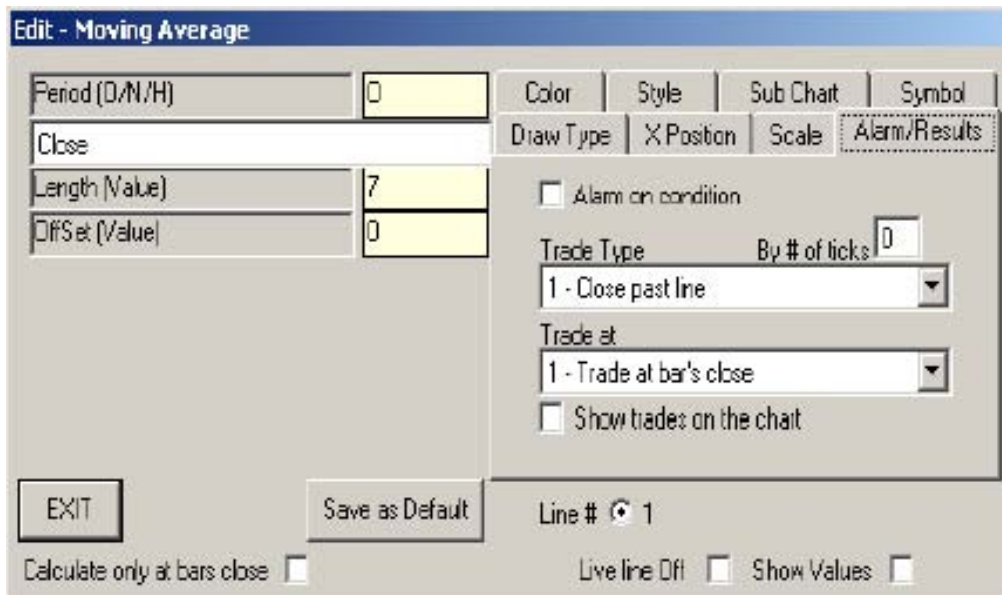 Edit - Moving Average
Period (D/N/H)
0
Close
Length (Value)
7
OffSet (Value)
0
Color
Style
Sub Chart
Symbol
Draw Type
X Position
Scale
Alarm/Results
Alarm on condition
By # of ticks
0
Trade Type
1 - Close past line
Trade at
1 - Trade at bar's close
Show trades on the chart
EXIT
Save as Default
Line #
1
Calculate only at bars close
Live line Off
Show Values